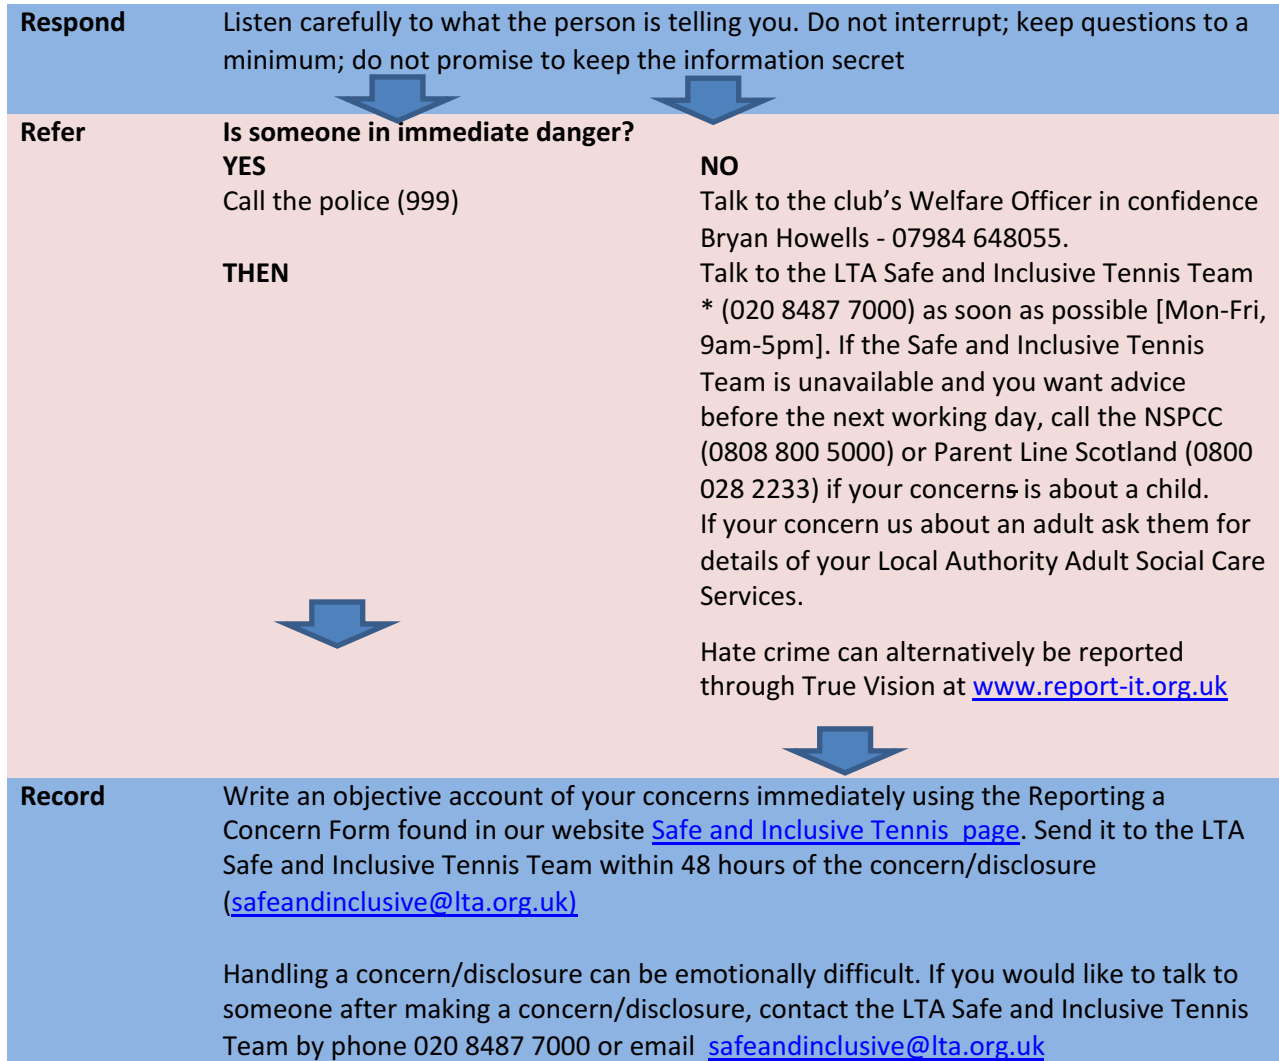 Respond Listen carefully to what the person is telling you. Do not interrupt; keep questions to a
minimum; do not promise to keep the information secret
Refer Is someone in immediate danger?
YES
Call the police (999)
THEN
NO
Talk to the club’s Welfare Officer in confidence
Bryan Howells - 07984 648055.
Talk to the LTA Safe and Inclusive Tennis Team
* (020 8487 7000) as soon as possible [Mon-Fri,
9am-5pm]. If the Safe and Inclusive Tennis
Team is unavailable and you want advice
before the next working day, call the NSPCC
(0808 800 5000) or Parent Line Scotland (0800
028 2233) if your concerns is about a child.
If your concern us about an adult ask them for
details of your Local Authority Adult Social Care
Services.
Hate crime can alternatively be reported
through True Vision at www.report-it.org.uk
Record Write an objective account of your concerns immediately using the Reporting a
Concern Form found in our website Safe and Inclusive Tennis page. Send it to the LTA
Safe and Inclusive Tennis Team within 48 hours of the concern/disclosure
(safeandinclusive@lta.org.uk)
Handling a concern/disclosure can be emotionally difficult. If you would like to talk to
someone after making a concern/disclosure, contact the LTA Safe and Inclusive Tennis
Team by phone 020 8487 7000 or email safeandinclusive@lta.org.uk